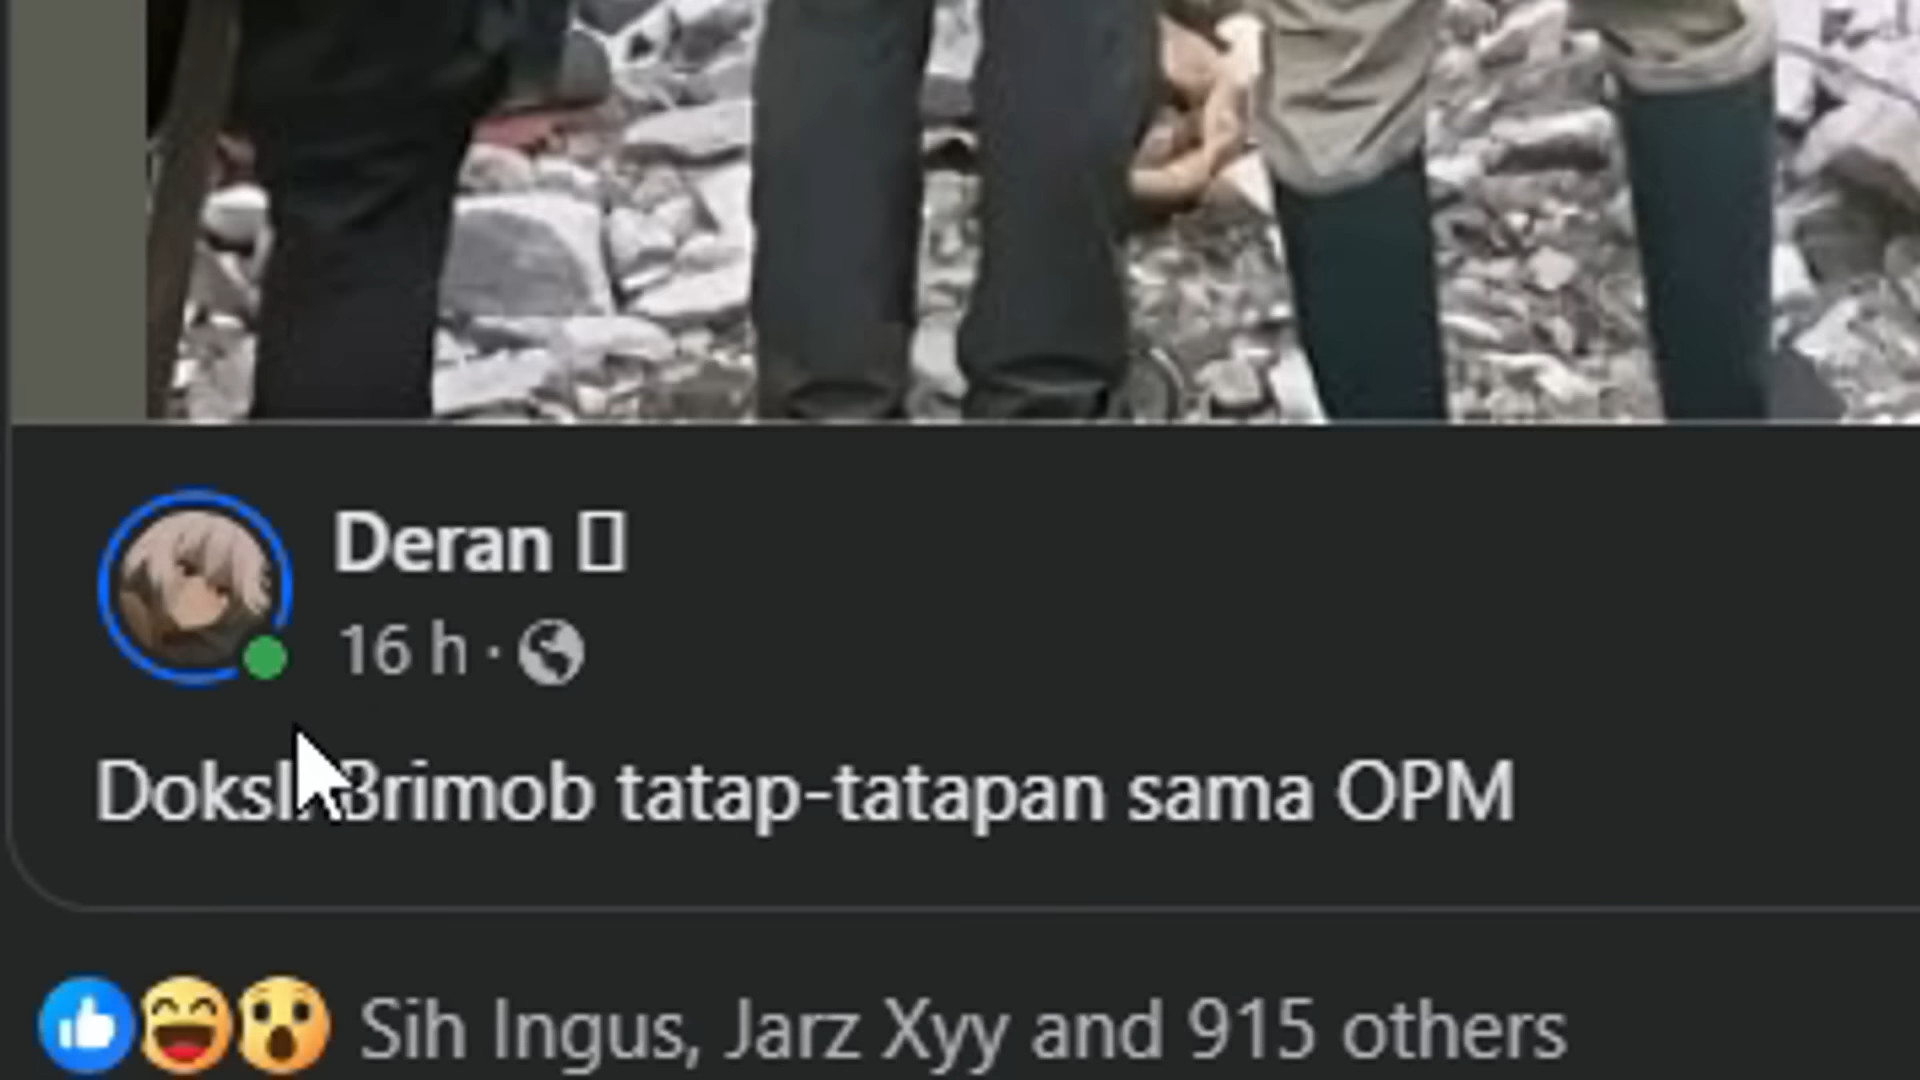 Deran
16 h ·
Brimob tatap-tatapan sama OPM
Sih Ingus, Jarz Xyy and 915 others